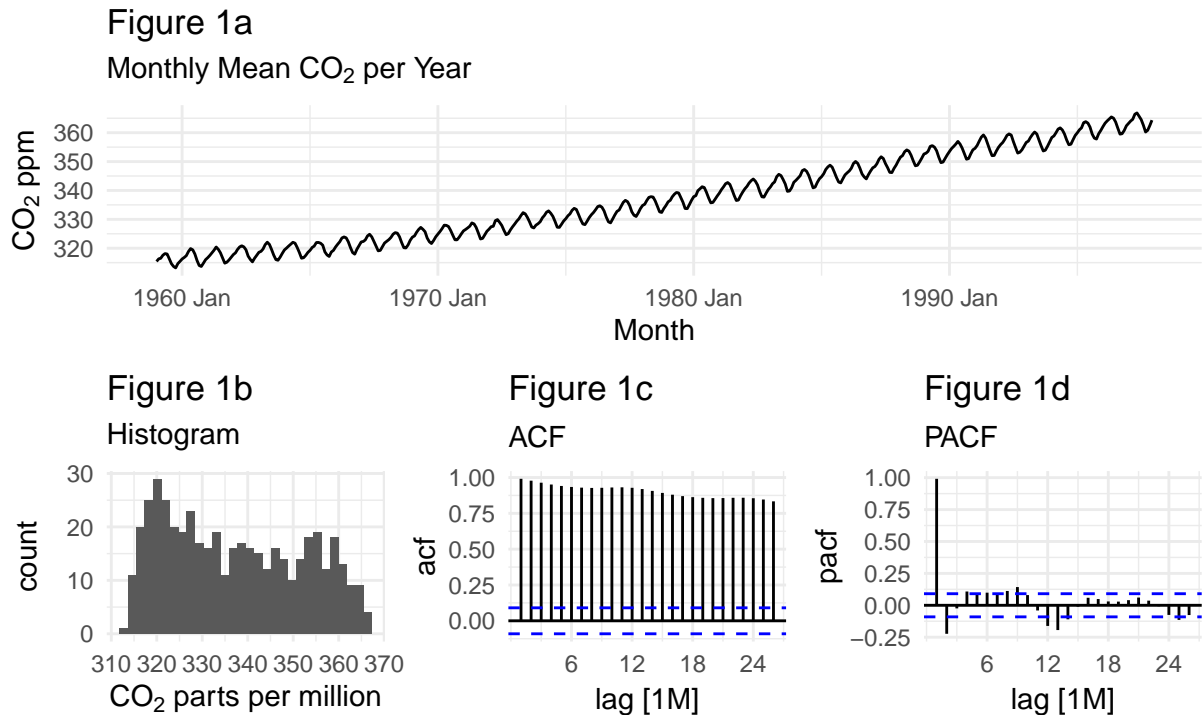 Figure 1a
Monthly Mean CO₂ per Year
CO₂ ppm
360
350
340
330
320
1960 Jan 1970 Jan 1980 Jan 1990 Jan
Month
Figure 1b
Histogram
count
30
20
10
0
310 320 330 340 350 360 370
CO₂ parts per million
Figure 1c
ACF
acf
1.00
0.75
0.50
0.25
0.00
6 12 18 24
lag [1M]
Figure 1d
PACF
pacf
1.00
0.75
0.50
0.25
0.00
−0.25
6 12 18 24
lag [1M]